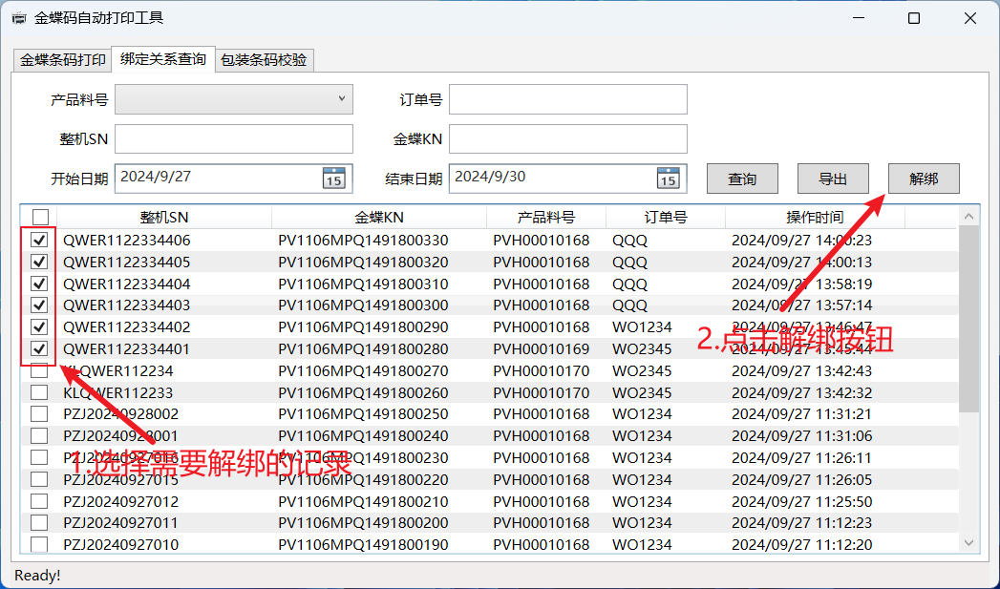 金蝶码自动打印工具
金蝶条码打印 绑定关系查询 包装条码校验
产品料号 订单号
整机SN 金蝶KN
开始日期 2024/9/27 15 结束日期 2024/9/30 15 查询 导出 解绑
整机SN 金蝶KN 产品料号 订单号 操作时间
QWER1122334406 PV1106MPQ1491800330 PVH00010168 QQQ 2024/09/27 14:00:23
QWER1122334405 PV1106MPQ1491800320 PVH00010168 QQQ 2024/09/27 14:00:13
QWER1122334404 PV1106MPQ1491800310 PVH00010168 QQQ 2024/09/27 13:58:19
QWER1122334403 PV1106MPQ1491800300 PVH00010168 QQQ 2024/09/27 13:57:14
QWER1122334402 PV1106MPQ1491800290 PVH00010168 WO1234 2024/09/27 13:46:47
2.点击解绑按钮
QWER1122334401 PV1106MPQ1491800280 PVH00010169 WO2345 2024/09/27 13:45:44
KLQWER112234 PV1106MPQ1491800270 PVH00010170 WO2345 2024/09/27 13:42:43
KLQWER112233 PV1106MPQ1491800260 PVH00010170 WO2345 2024/09/27 13:42:32
PZJ20240928002 PV1106MPQ1491800250 PVH00010168 WO1234 2024/09/27 11:31:21
PZJ20240928001 PV1106MPQ1491800240 PVH00010168 WO1234 2024/09/27 11:31:06
PZJ20240927016 PV1106MPQ1491800230 PVH00010168 WO1234 2024/09/27 11:26:11
1.选择需要解绑的记录
PZJ20240927015 PV1106MPQ1491800220 PVH00010168 WO1234 2024/09/27 11:26:05
PZJ20240927012 PV1106MPQ1491800210 PVH00010168 WO1234 2024/09/27 11:25:50
PZJ20240927011 PV1106MPQ1491800200 PVH00010168 WO1234 2024/09/27 11:12:23
PZJ20240927010 PV1106MPQ1491800190 PVH00010168 WO1234 2024/09/27 11:12:20
Ready!